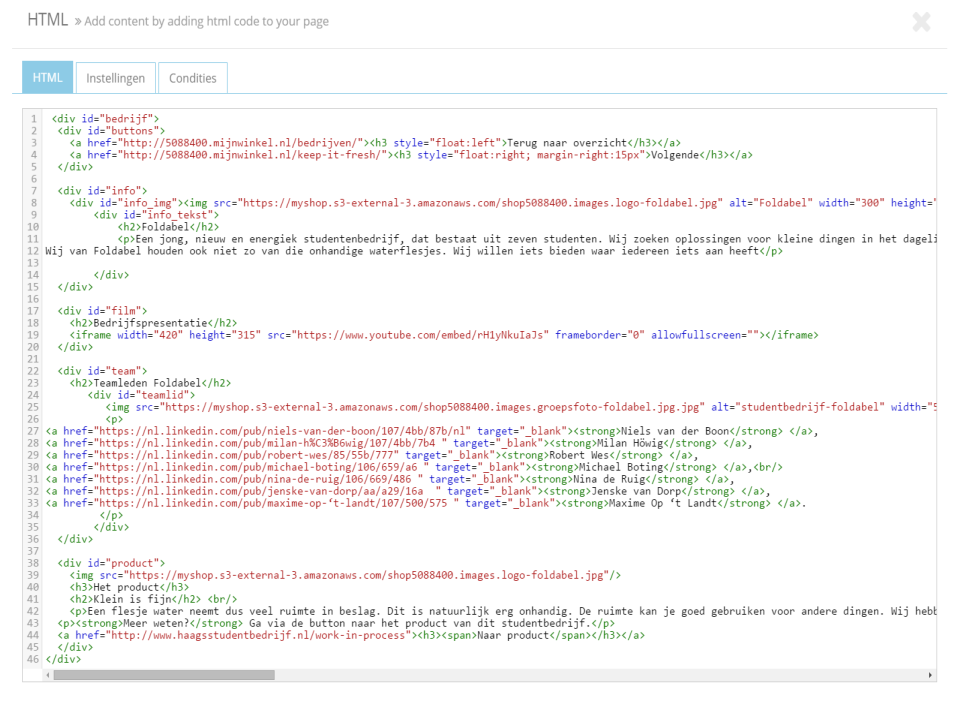 HTML » Add content by adding html code to your page
HTML Instellingen Condities
1 <div id="bedrijf">
2 <div id="buttons">
3 <a href="http://5088400.mijnwinkel.nl/bedrijven/"><h3 style="float:left">Terug naar overzicht</h3></a>
4 <a href="http://5088400.mijnwinkel.nl/keep-it-fresh/"><h3 style="float:right; margin-right:15px">Volgende</h3></a>
5 </div>
6
7 <div id="info">
8 <div id="info_img"><img src="https://myshop.s3-external-3.amazonaws.com/shop5088400.images.logo-foldabel.jpg" alt="Foldabel" width="300" height="
9 <div id="info_tekst">
10 <h2>Foldabel</h2>
11 <p>Een jong, nieuw en energiek studentenbedrijf, dat bestaat uit zeven studenten. Wij zoeken oplossingen voor kleine dingen in het dageli
12 Wij van Foldabel houden ook niet zo van die onhandige waterflesjes. Wij willen iets bieden waar iedereen iets aan heeft</p>
13
14 </div>
15 </div>
16
17 <div id="film">
18 <h2>Bedrijfspresentatie</h2>
19 <iframe width="420" height="315" src="https://www.youtube.com/embed/rH1yNkuIaJs" frameborder="0" allowfullscreen=""></iframe>
20 </div>
21
22 <div id="team">
23 <h2>Teamleden Foldabel</h2>
24 <div id="teamlid">
25 <img src="https://myshop.s3-external-3.amazonaws.com/shop5088400.images.groepsfoto-foldabel.jpg.jpg" alt="studentbedrijf-foldabel" width="5
26 <p>
27 <a href="https://nl.linkedin.com/pub/niels-van-der-boon/107/4bb/87b/nl" target="_blank"><strong>Niels van der Boon</strong> </a>,
28 <a href="https://nl.linkedin.com/pub/milan-h%C3%B6wig/107/4bb/7b4 " target="_blank"><strong>Milan Höwig</strong> </a>,
29 <a href="https://nl.linkedin.com/pub/robert-wes/85/55b/777" target="_blank"><strong>Robert Wes</strong> </a>,
30 <a href="https://nl.linkedin.com/pub/michael-boting/106/659/a6 " target="_blank"><strong>Michael Boting</strong> </a>,<br/>
31 <a href="https://nl.linkedin.com/pub/nina-de-ruig/106/669/486 " target="_blank"><strong>Nina de Ruig</strong> </a>,
32 <a href="https://nl.linkedin.com/pub/jenske-van-dorp/aa/a29/16a  " target="_blank"><strong>Jenske van Dorp</strong> </a>,
33 <a href="https://nl.linkedin.com/pub/maxime-op-‘t-landt/107/500/575 " target="_blank"><strong>Maxime Op ‘t Landt</strong> </a>.
34 </p>
35 </div>
36 </div>
37
38 <div id="product">
39 <img src="https://myshop.s3-external-3.amazonaws.com/shop5088400.images.logo-foldabel.jpg"/>
40 <h3>Het product</h3>
41 <h2>Klein is fijn</h2> <br/>
42 <p>Een flesje water neemt dus veel ruimte in beslag. Dit is natuurlijk erg onhandig. De ruimte kan je goed gebruiken voor andere dingen. Wij hebb
43 <p><strong>Meer weten?</strong> Ga via de button naar het product van dit studentbedrijf.</p>
44 <a href="http://www.haagsstudentbedrijf.nl/work-in-process"><h3><span>Naar product</span></h3></a>
45 </div>
46 </div>